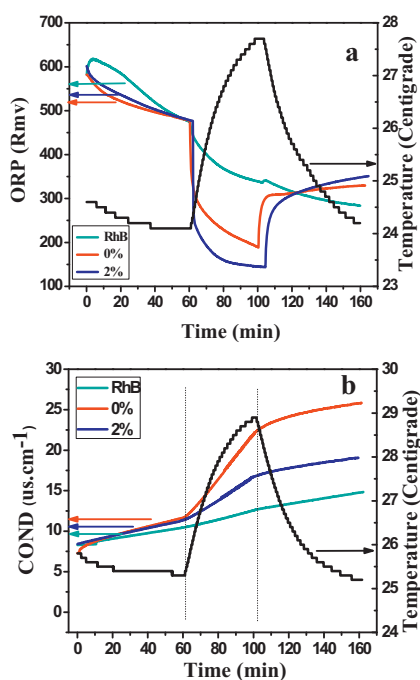 a
ORP (Rmv)
700
600
500
400
300
200
100
28
27
26
25
24
23
Temperature (Centigrade)
RhB
0%
2%
0 20 40 60 80 100 120 140 160
Time (min)
b
COND (us.cm-1)
30
25
20
15
10
5
0
30
29
28
27
26
25
24
Temperature (Centigrade)
RhB
0%
2%
0 20 40 60 80 100 120 140 160
Time (min)